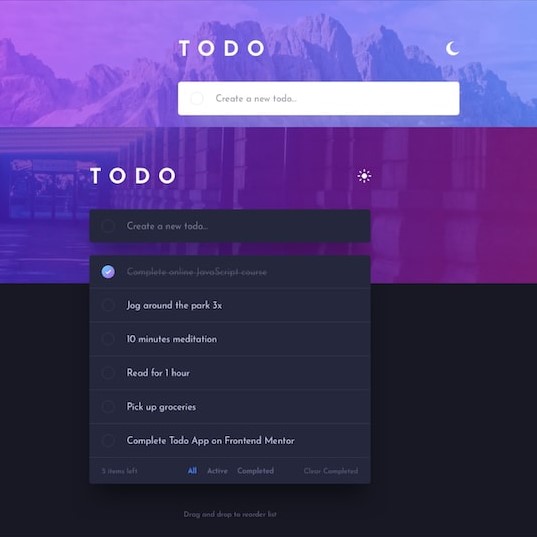 TODO
Create a new todo...
TODO
Create a new todo...
Complete online JavaScript course
Jog around the park 3x
10 minutes meditation
Read for 1 hour
Pick up groceries
Complete Todo App on Frontend Mentor
5 items left All Active Completed Clear Completed
Drag and drop to reorder list